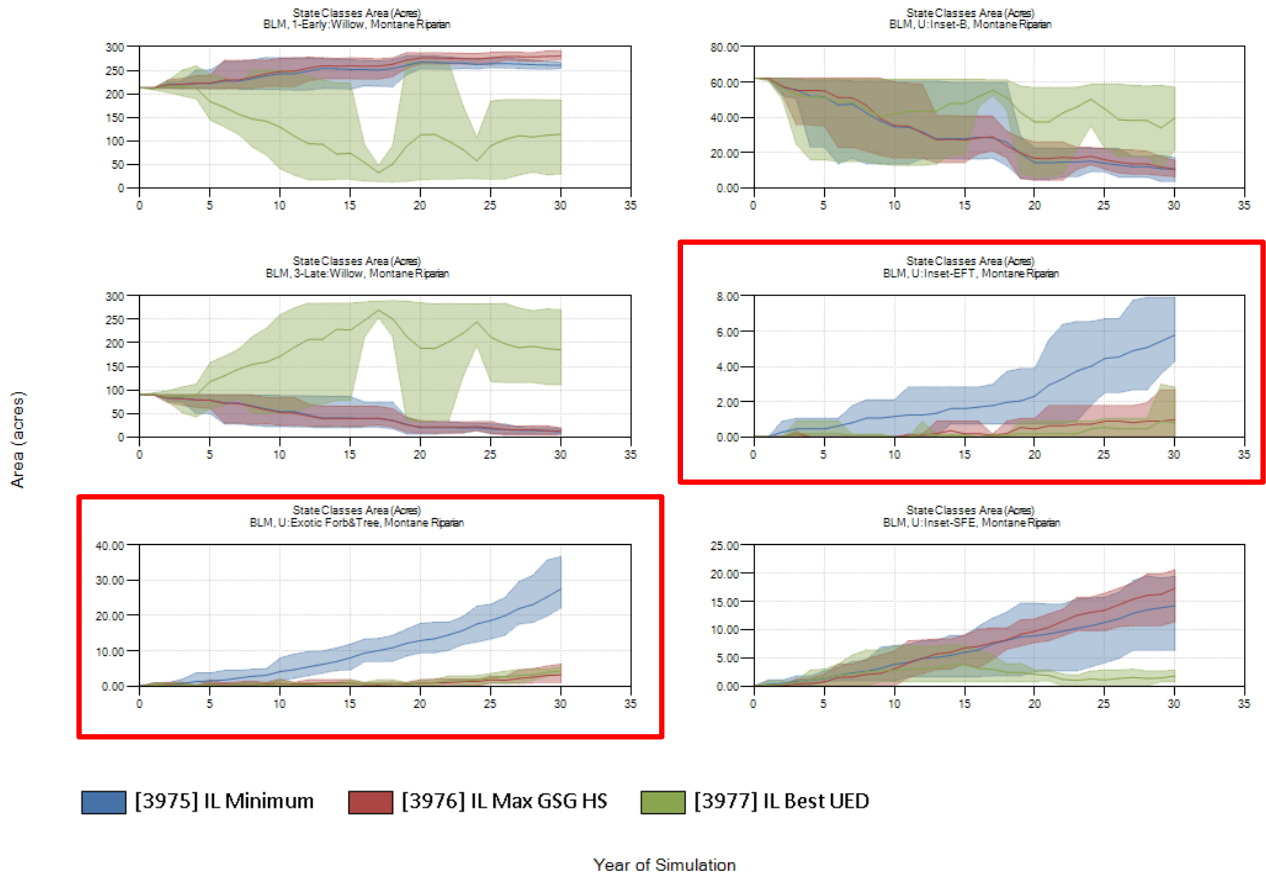 State Classes Area (Acres)
BLM, 1-Early:Willow, Montane Riparian
300
250
200
150
100
50
0
0 5 10 15 20 25 30 35
State Classes Area (Acres)
BLM, U:Inset-B, Montane Riparian
80.00
60.00
40.00
20.00
0.00
0 5 10 15 20 25 30 35
State Classes Area (Acres)
BLM, 3-Late:Willow, Montane Riparian
300
250
200
150
100
50
0
0 5 10 15 20 25 30 35
State Classes Area (Acres)
BLM, U:Inset-EFT, Montane Riparian
8.00
6.00
4.00
2.00
0.00
0 5 10 15 20 25 30 35
Area (acres)
State Classes Area (Acres)
BLM, U:Exotic Forb&Tree, Montane Riparian
40.00
30.00
20.00
10.00
0.00
0 5 10 15 20 25 30 35
State Classes Area (Acres)
BLM, U:Inset-SFE, Montane Riparian
25.00
20.00
15.00
10.00
5.00
0.00
0 5 10 15 20 25 30 35
[3975] IL Minimum [3976] IL Max GSG HS [3977] IL Best UED
Year of Simulation